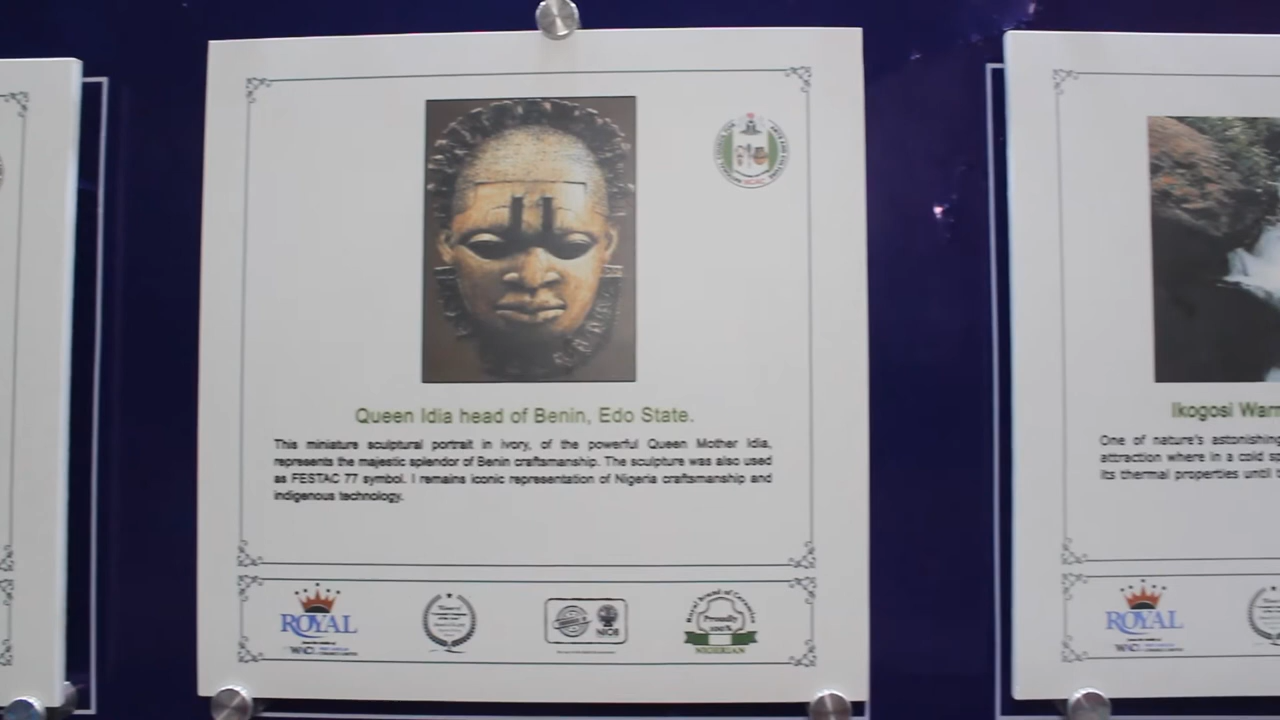 Queen Idia head of Benin, Edo State.
This miniature sculptural portrait in ivory, of the powerful Queen Mother Idia,
represents the majestic splendor of Benin craftsmanship. The sculpture was also used
as FESTAC 77 symbol. I remains iconic representation of Nigeria craftsmanship and
indigenous technology.
ROYAL
Proudly
100%
NIGERIAN
Ikogosi
One of nature's astonishing
attraction where in a cold
its thermal properties until
ROYAL